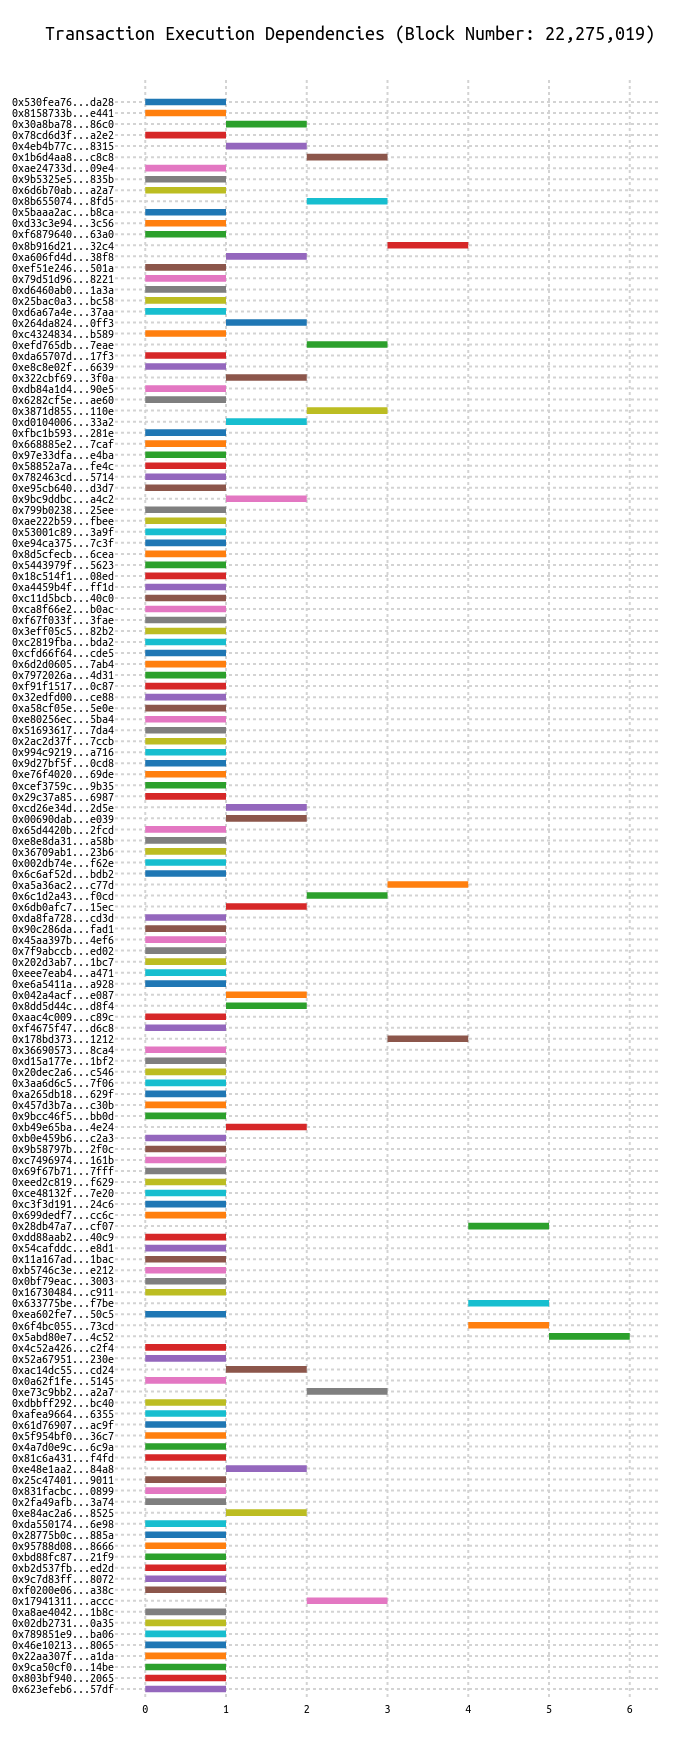 Transaction Execution Dependencies (Block Number: 22,275,019)
0x530fea76...da28
0x8158733b...e441
0x30a8ba78...86c0
0x78cd6d3f...a2e2
0x4eb4b77c...8315
0x1b6d4aa8...c8c8
0xae24733d...09e4
0x9b5325e5...835b
0x6d6b70ab...a2a7
0x8b655074...8fd5
0x5baaa2ac...b8ca
0xd33c3e94...3c56
0xf6879640...63a0
0x8b916d21...32c4
0xa606fd4d...38f8
0xef51e246...501a
0x79d51d96...8221
0xd6460ab0...1a3a
0x25bac0a3...bc58
0xd6a67a4e...37aa
0x264da824...0ff3
0xc4324834...b589
0xefd765db...7eae
0xda65707d...17f3
0xe8c8e02f...6639
0x322cbf69...3f0a
0xdb84a1d4...90e5
0x6282cf5e...ae60
0x3871d855...110e
0xd0104006...33a2
0xfbc1b593...281e
0x668885e2...7caf
0x97e33dfa...e4ba
0x58852a7a...fe4c
0x782463cd...5714
0xe95cb640...d3d7
0x9bc9ddbc...a4c2
0x799b0238...25ee
0xae222b59...fbee
0x53001c89...3a9f
0xe94ca375...7c3f
0x8d5cfecb...6cea
0x5443979f...5623
0x18c514f1...08ed
0xa4459b4f...ff1d
0xc11d5bcb...40c0
0xca8f66e2...b0ac
0xf67f033f...3fae
0x3eff05c5...82b2
0xc2819fba...bda2
0xcfd66f64...cde5
0x6d2d0605...7ab4
0x7972026a...4d31
0xf91f1517...0c87
0x32edfd00...ce88
0xa58cf05e...5e0e
0xe80256ec...5ba4
0x51693617...7da4
0x2ac2d37f...7ccb
0x994c9219...a716
0x9d27bf5f...0cd8
0xe76f4020...69de
0xcef3759c...9b35
0x29c37a85...6987
0xcd26e34d...2d5e
0x00690dab...e039
0x65d4420b...2fcd
0xe8e8da31...a58b
0x36709ab1...23b6
0x002db74e...f62e
0x6c6af52d...bdb2
0xa5a36ac2...c77d
0x6c1d2a43...f0cd
0x6db0afc7...15ec
0xda8fa728...cd3d
0x90c286da...fad1
0x45aa397b...4ef6
0x7f9abccb...ed02
0x202d3ab7...1bc7
0xeee7eab4...a471
0xe6a5411a...a928
0x042a4acf...e087
0x8dd5d44c...d8f4
0xaac4c009...c89c
0xf4675f47...d6c8
0x178bd373...1212
0x36690573...8ca4
0xd15a177e...1bf2
0x20dec2a6...c546
0x3aa6d6c5...7f06
0xa265db18...629f
0x457d3b7a...c30b
0x9bcc46f5...bb0d
0xb49e65ba...4e24
0xb0e459b6...c2a3
0x9b58797b...2f0c
0xc7496974...161b
0x69f67b71...7fff
0xeed2c819...f629
0xce48132f...7e20
0xc3f3d191...24c6
0x699dedf7...cc6c
0x28db47a7...cf07
0xdd88aab2...40c9
0x54cafddc...e8d1
0x11a167ad...1bac
0xb5746c3e...e212
0x0bf79eac...3003
0x16730484...c911
0x633775be...f7be
0xea602fe7...50c5
0x6f4bc055...73cd
0x5abd80e7...4c52
0x4c52a426...c2f4
0x52a67951...230e
0xac14dc55...cd24
0x0a62f1fe...5145
0xe73c9bb2...a2a7
0xdbbff292...bc40
0xafea9664...6355
0x61d76907...ac9f
0x5f954bf0...36c7
0x4a7d0e9c...6c9a
0x81c6a431...f4fd
0xe48e1aa2...84a8
0x25c47401...9011
0x831facbc...0899
0x2fa49afb...3a74
0xe84ac2a6...8525
0xda550174...6e98
0x28775b0c...885a
0x95788d08...8666
0xbd88fc87...21f9
0xb2d537fb...ed2d
0x9c7d83ff...8072
0xf0200e06...a38c
0x17941311...accc
0xa8ae4042...1b8c
0x02db2731...0a35
0x789851e9...ba06
0x46e10213...8065
0x22aa307f...a1da
0x9ca50cf0...14be
0x803bf940...2065
0x623efeb6...57df
0 1 2 3 4 5 6